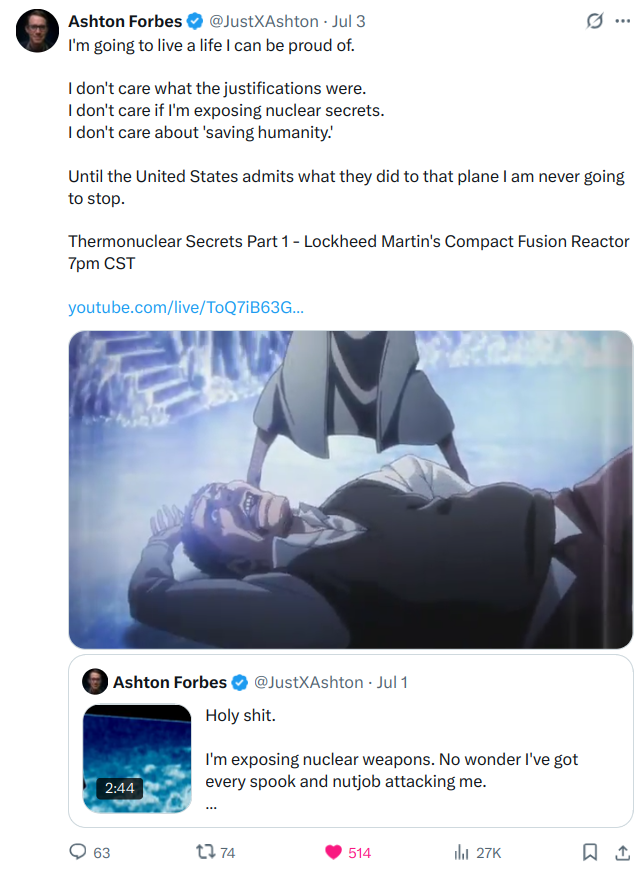 Ashton Forbes @JustXAshton · Jul 3
I'm going to live a life I can be proud of.
I don't care what the justifications were.
I don't care if I'm exposing nuclear secrets.
I don't care about 'saving humanity.'
Until the United States admits what they did to that plane I am never going
to stop.
Thermonuclear Secrets Part 1 - Lockheed Martin's Compact Fusion Reactor
7pm CST
youtube.com/live/ToQ7iB63G...
Ashton Forbes @JustXAshton · Jul 1
Holy shit.
I'm exposing nuclear weapons. No wonder I've got
every spook and nutjob attacking me.
...
2:44
63 74 514 27K